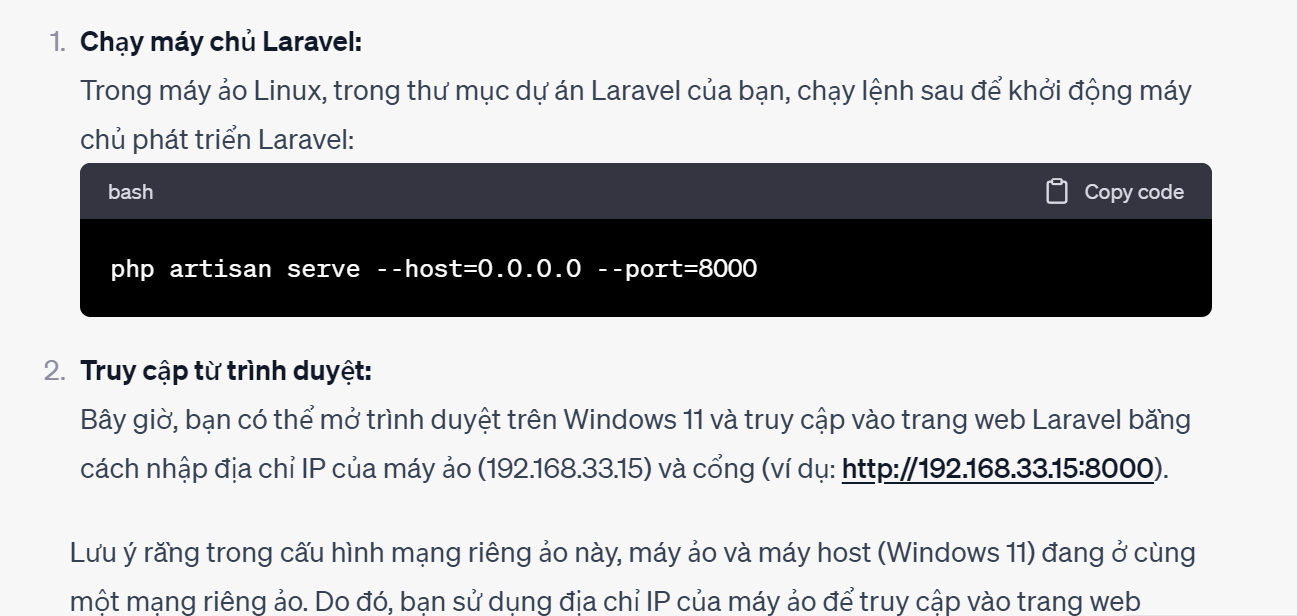 1. Chạy máy chủ Laravel:
Trong máy ảo Linux, trong thư mục dự án Laravel của bạn, chạy lệnh sau để khởi động máy
chủ phát triển Laravel:
bash Copy code
php artisan serve --host=0.0.0.0 --port=8000
2. Truy cập từ trình duyệt:
Bây giờ, bạn có thể mở trình duyệt trên Windows 11 và truy cập vào trang web Laravel bằng
cách nhập địa chỉ IP của máy ảo (192.168.33.15) và cổng (ví dụ: http://192.168.33.15:8000).
Lưu ý rằng trong cấu hình mạng riêng ảo này, máy ảo và máy host (Windows 11) đang ở cùng
một mạng riêng ảo. Do đó, bạn sử dụng địa chỉ IP của máy ảo để truy cập vào trang web